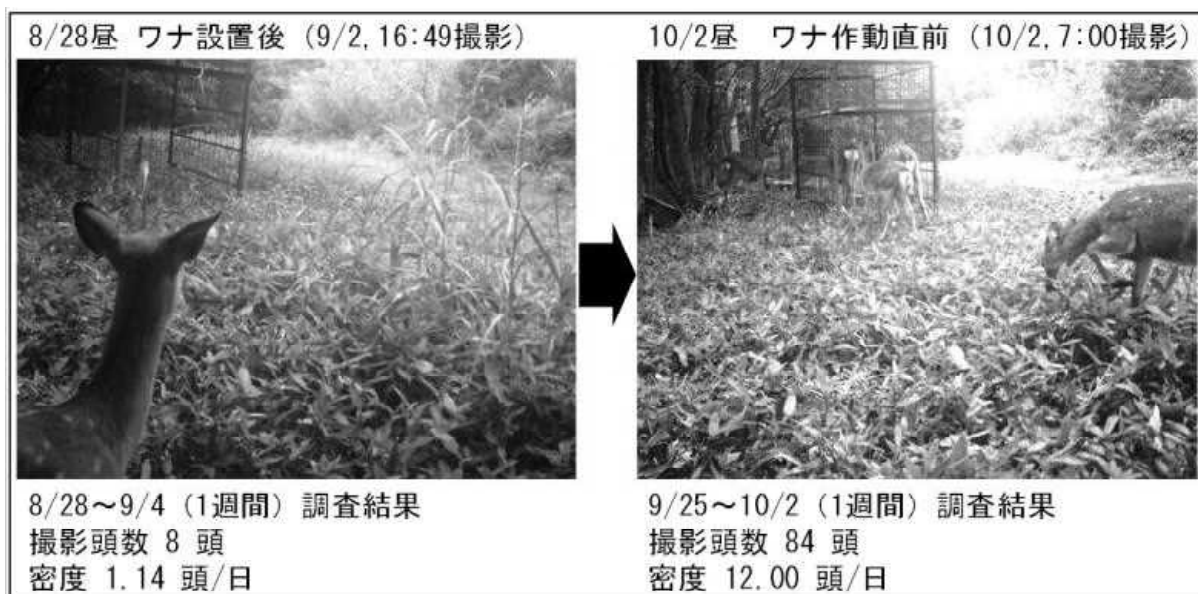 8/28昼 ワナ設置後 (9/2,16:49撮影)
8/28～9/4 (1週間) 調査結果
撮影頭数 8 頭
密度 1.14 頭/日
10/2昼　ワナ作動直前 (10/2,7:00撮影)
9/25～10/2 (1週間) 調査結果
撮影頭数 84 頭
密度 12.00 頭/日